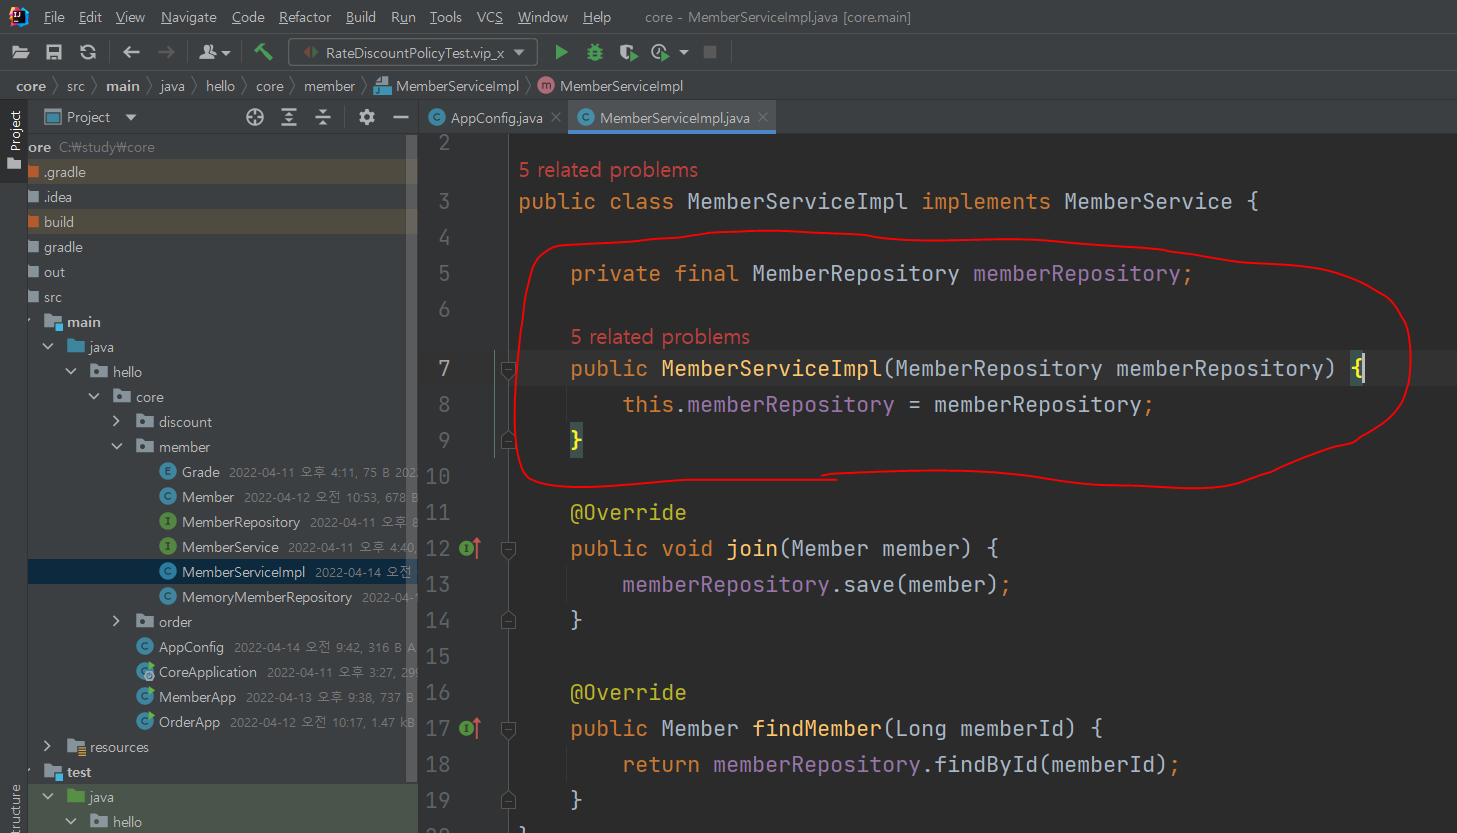 File Edit View Navigate Code Refactor Build Run Tools VCS Window Help core - MemberServiceImpl.java [core.main]
RateDiscountPolicyTest.vip_x
core src main java hello core member MemberServiceImpl MemberServiceImpl
Project
Project
AppConfig.java
MemberServiceImpl.java
ore C:₩study₩core
.gradle
.idea
build
gradle
out
src
main
java
hello
core
discount
member
Grade 2022-04-11 오후 4:11, 75 B 202
Member 2022-04-12 오전 10:53, 678 B
MemberRepository 2022-04-11 오후 8
MemberService 2022-04-11 오후 4:40,
MemberServiceImpl 2022-04-14 오전
MemoryMemberRepository 2022-04-1
order
AppConfig 2022-04-14 오전 9:42, 316 B A
CoreApplication 2022-04-11 오후 3:27, 299
MemberApp 2022-04-13 오후 9:38, 737 B
OrderApp 2022-04-12 오전 10:17, 1.47 kB
resources
test
java
hello
tructure
2
5 related problems
3 public class MemberServiceImpl implements MemberService {
4
5 private final MemberRepository memberRepository;
6
5 related problems
7 public MemberServiceImpl(MemberRepository memberRepository) {
8 this.memberRepository = memberRepository;
9 }
10
11 @Override
12 public void join(Member member) {
13 memberRepository.save(member);
14 }
15
16 @Override
17 public Member findMember(Long memberId) {
18 return memberRepository.findById(memberId);
19 }